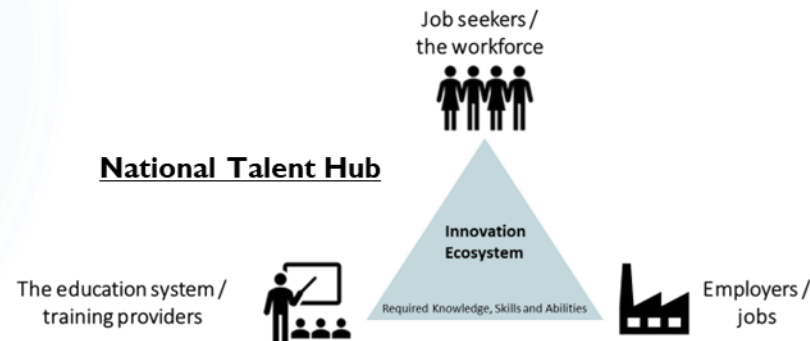 Job seekers /
the workforce
National Talent Hub
Innovation
Ecosystem
The education system /
training providers
Required Knowledge, Skills and Abilities
Employers /
jobs